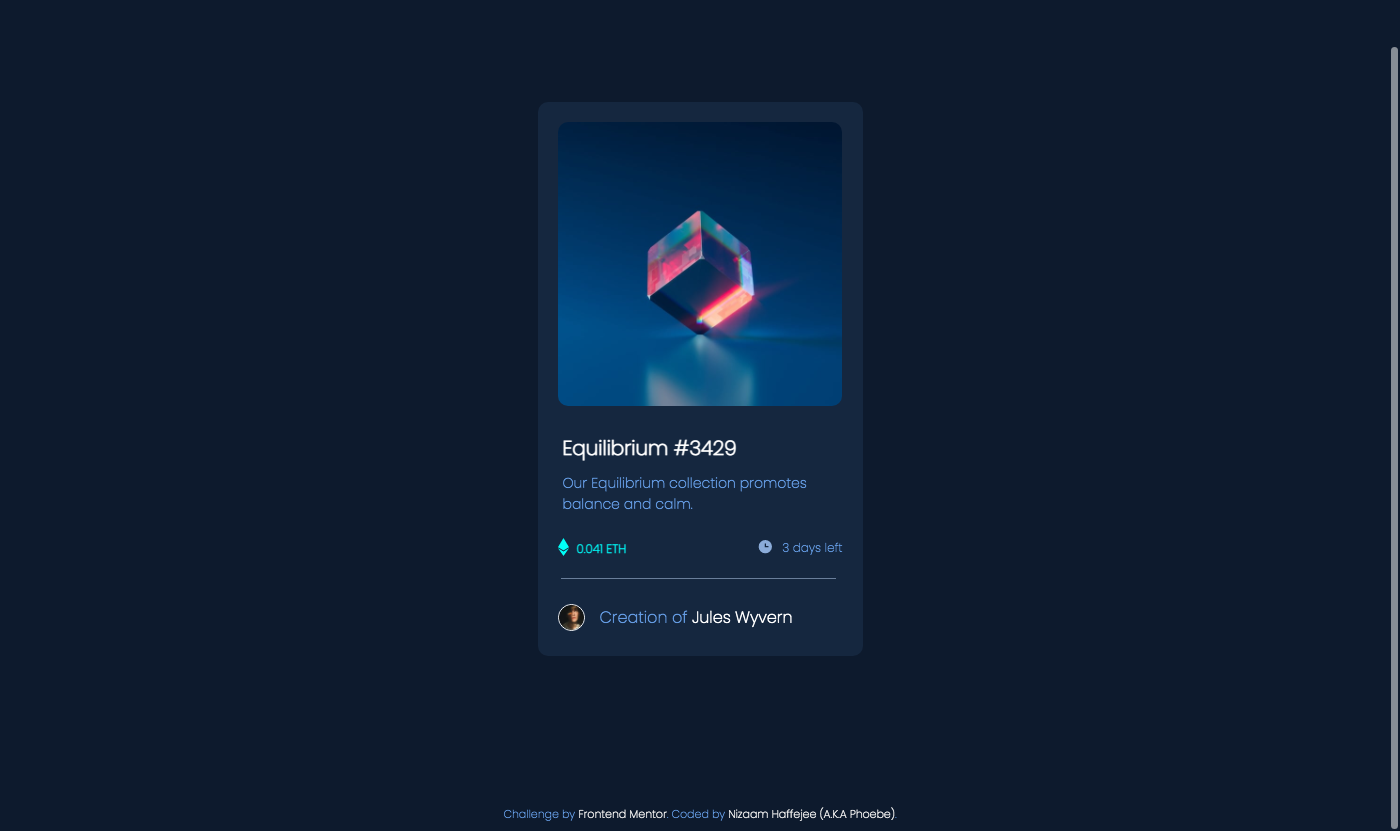 Equilibrium #3429
Our Equilibrium collection promotes
balance and calm.
0.041 ETH
3 days left
Creation of Jules Wyvern
Challenge by Frontend Mentor. Coded by Nizaam Haffejee (A.K.A Phoebe).